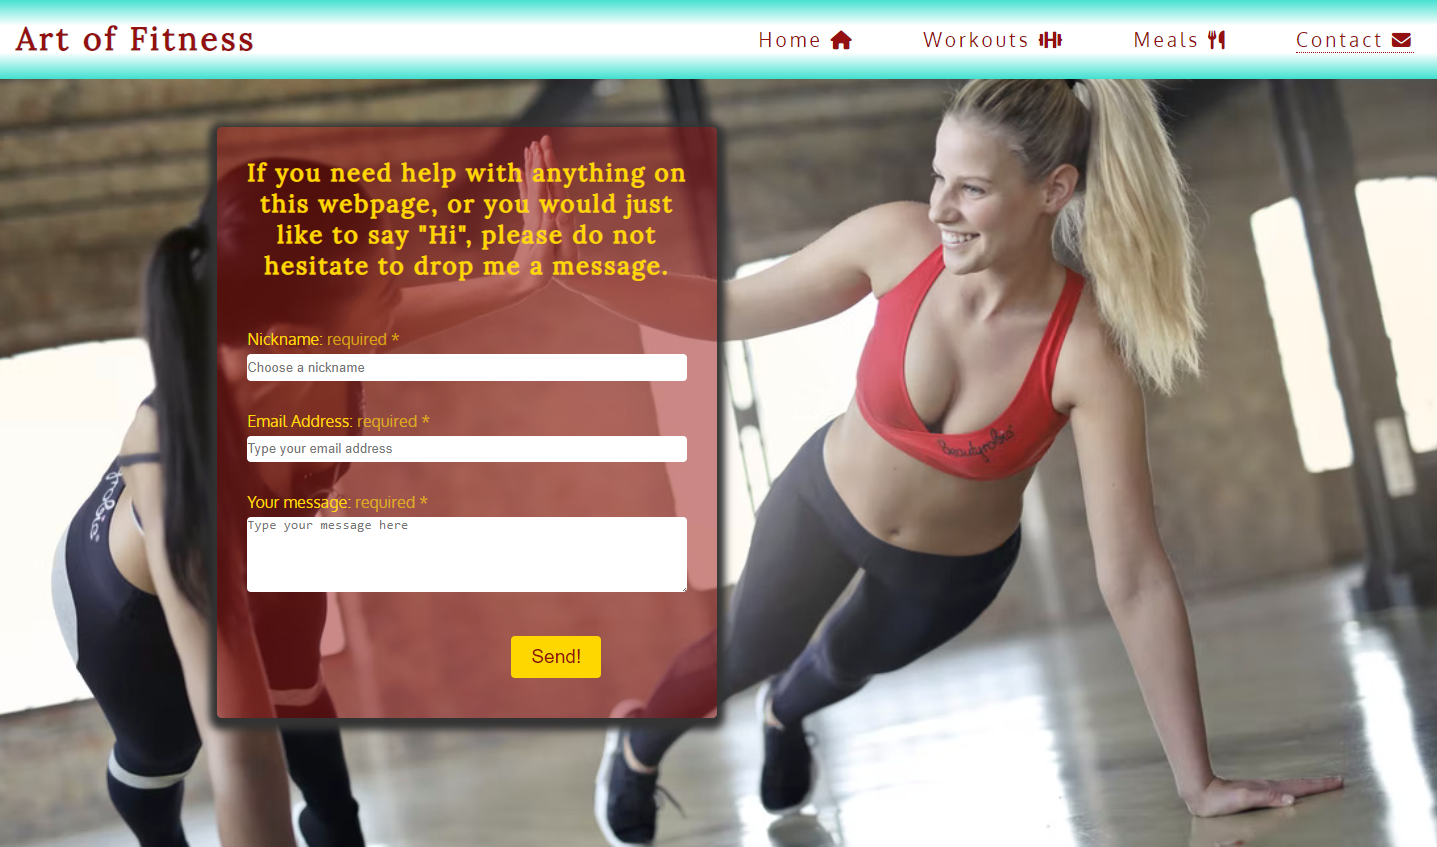 Art of Fitness
Home
Workouts
Meals
Contact
If you need help with anything on
this webpage, or you would just
like to say "Hi", please do not
hesitate to drop me a message.
Nickname: required *
Choose a nickname
Email Address: required *
Type your email address
Your message: required *
Type your message here
Send!
Beautyrobics